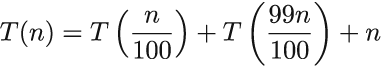 T(n) = T(n/100) + T(99n/100) + n